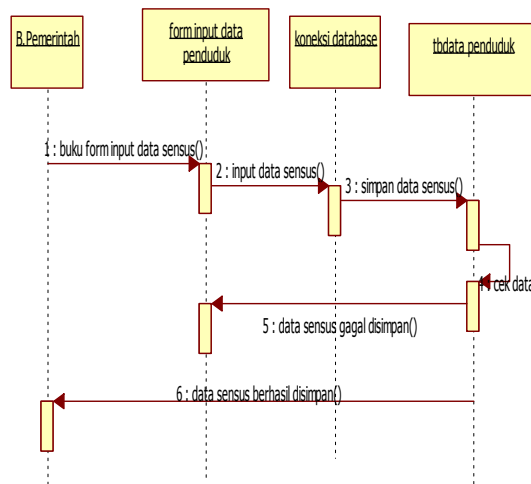 B.Pemerintah
form input data
penduduk
koneksi database
tbdata penduduk
1 : buku form input data sensus()
2 : input data sensus()
3 : simpan data sensus()
4 : cek data
5 : data sensus gagal disimpan()
6 : data sensus berhasil disimpan()